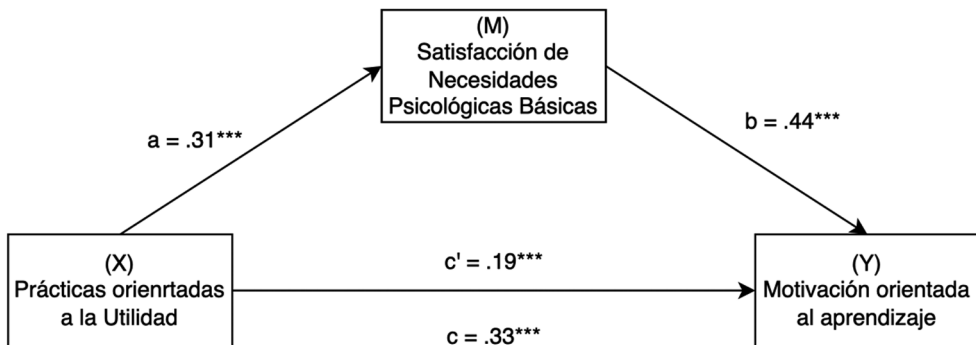 (M)
Satisfacción de
Necesidades
Psicológicas Básicas
a = .31***
b = .44***
(X)
Prácticas orienrtadas
a la Utilidad
c' = .19***
c = .33***
(Y)
Motivación orientada
al aprendizaje